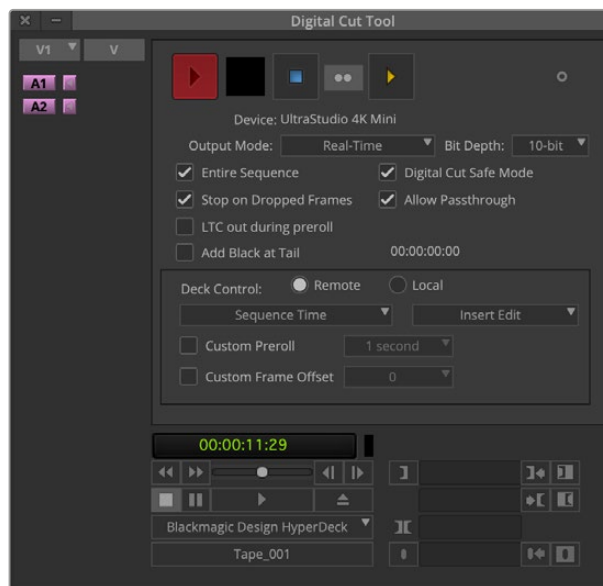 Digital Cut Tool
V1 V
A1
A2
Device: UltraStudio 4K Mini
Output Mode: Real-Time Bit Depth: 10-bit
Entire Sequence Digital Cut Safe Mode
Stop on Dropped Frames Allow Passthrough
LTC out during preroll
Add Black at Tail 00:00:00:00
Deck Control: Remote Local
Sequence Time Insert Edit
Custom Preroll 1 second
Custom Frame Offset 0
00:00:11:29
Blackmagic Design HyperDeck
Tape_001